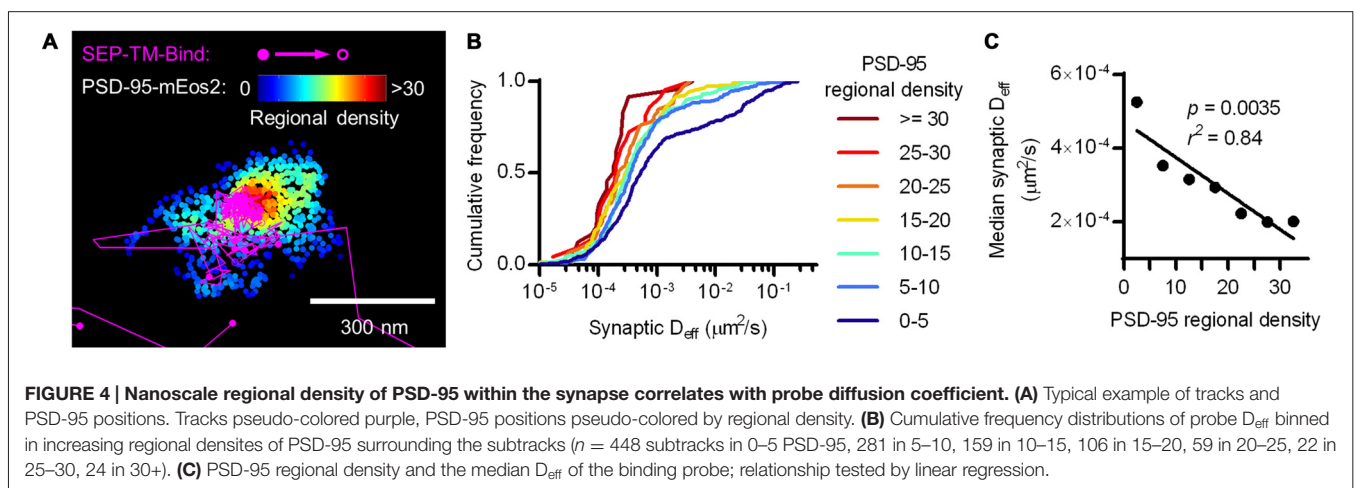 A
SEP-TM-Bind:
PSD-95-mEos2: 0 >30
Regional density
300 nm
B
Cumulative frequency
1.0
0.5
0.0
10-5 10-4 10-3 10-2 10-1
Synaptic Deff (μm2/s)
PSD-95
regional density
>= 30
25-30
20-25
15-20
10-15
5-10
0-5
C
Median synaptic Deff
(μm2/s)
6×10-4
4×10-4
2×10-4
p = 0.0035
r2 = 0.84
0 10 20 30
PSD-95 regional density
FIGURE 4 | Nanoscale regional density of PSD-95 within the synapse correlates with probe diffusion coefficient. (A) Typical example of tracks and
PSD-95 positions. Tracks pseudo-colored purple, PSD-95 positions pseudo-colored by regional density. (B) Cumulative frequency distributions of probe Deff binned
in increasing regional densites of PSD-95 surrounding the subtracks (n = 448 subtracks in 0–5 PSD-95, 281 in 5–10, 159 in 10–15, 106 in 15–20, 59 in 20–25, 22 in
25–30, 24 in 30+). (C) PSD-95 regional density and the median Deff of the binding probe; relationship tested by linear regression.